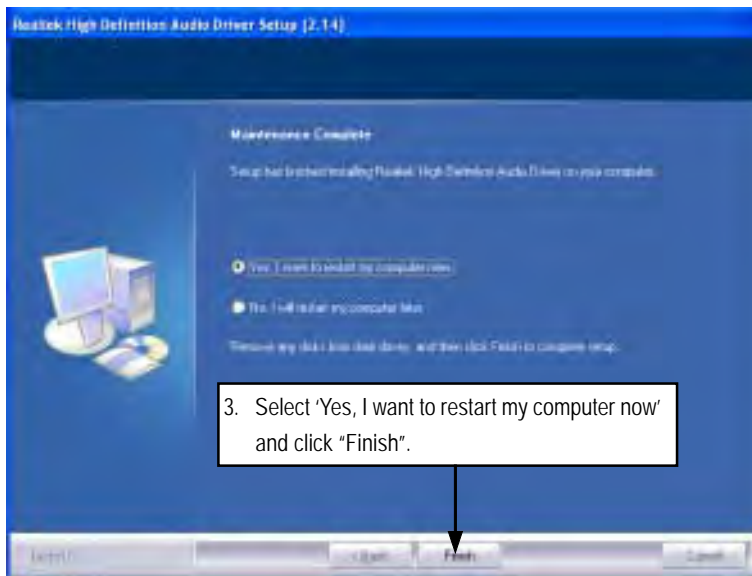 Realtek High Definition Audio Driver Setup (2.14)
Maintenance Complete
Setup has finished installing Realtek High Definition Audio Driver on your computer.
Yes, I want to restart my computer now.
No, I will restart my computer later.
Remove any disks from their drives, and then click Finish to complete setup.
3. Select ‘Yes, I want to restart my computer now’
and click “Finish”.
Finish
Cancel